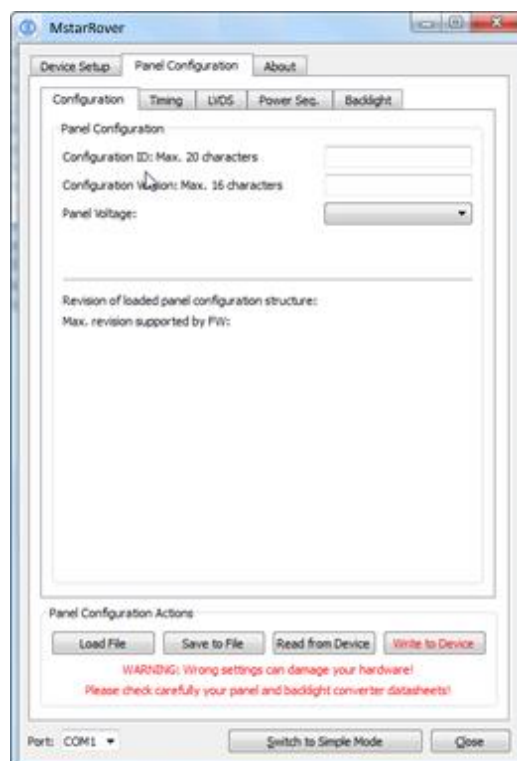 MstarRover
Device Setup Panel Configuration About
Configuration Timing LVDS Power Seq. Backlight
Panel Configuration
Configuration ID: Max. 20 characters
Configuration Version: Max. 16 characters
Panel Voltage:
Revision of loaded panel configuration structure:
Max. revision supported by FW:
Panel Configuration Actions
Load File Save to File Read from Device Write to Device
WARNING: Wrong settings can damage your hardware!
Please check carefully your panel and backlight converter datasheets!
Port: COM1 Switch to Simple Mode Close